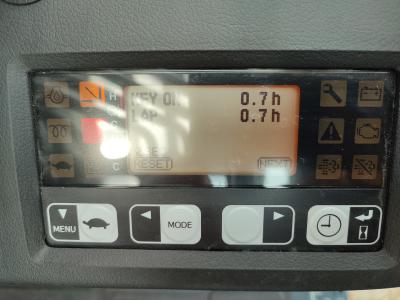 KEY ON 0.7h
LAP 0.7h
H
C
RESET NEXT
MENU MODE